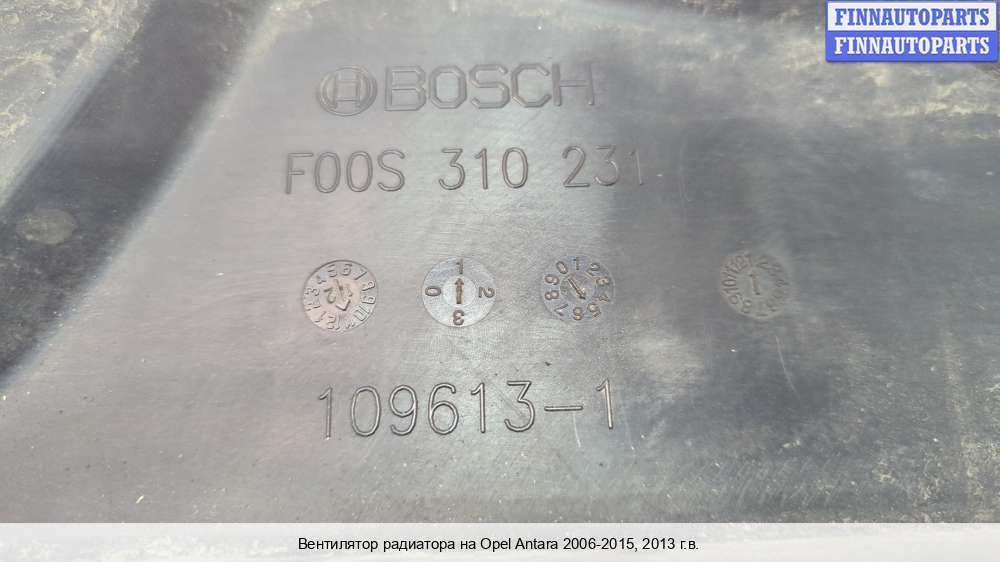 FINNAUTOPARTS
FINNAUTOPARTS
BOSCH
F00S 310 231
109613-1
Вентилятор радиатора на Opel Antara 2006-2015, 2013 г.в.